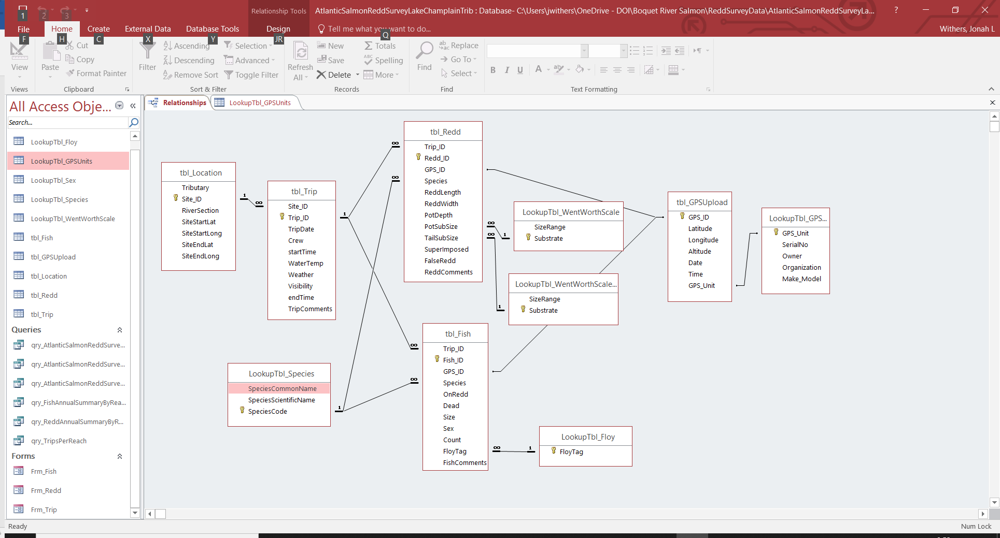 1
2
3
Relationship Tools
AtlanticSalmonReddSurveyLakeChamplainTrib : Database- C:\Users\jwithers\OneDrive - DOI\Boquet River Salmon\ReddSurveyData\AtlanticSalmonReddSurveyLa...
?
File
Home
Create
External Data
Database Tools
Design
Tell me what you want to do...
Withers, Jonah L
F
H
C
X
Y
JR
Q
View
Paste
Cut
Copy
Format Painter
Filter
Ascending
Descending
Remove Sort
Selection
Advanced
Toggle Filter
Refresh
All
New
Save
Delete
Totals
Spelling
More
Find
Replace
Go To
Select
B I U A
Views
Clipboard
Sort & Filter
Records
Find
Text Formatting
All Access Obje...
Search...
LookupTbl_Floy
LookupTbl_GPSUnits
LookupTbl_Sex
LookupTbl_Species
LookupTbl_WentWorthScale
tbl_Fish
tbl_GPSUpload
tbl_Location
tbl_Redd
tbl_Trip
Queries
qry_AtlanticSalmonReddSurve...
qry_AtlanticSalmonReddSurve...
qry_AtlanticSalmonReddSurve...
qry_FishAnnualSummaryByRea...
qry_ReddAnnualSummaryByR...
qry_TripsPerReach
Forms
Frm_Fish
Frm_Redd
Frm_Trip
Relationships
LookupTbl_GPSUnits
tbl_Location
Tributary
Site_ID
RiverSection
SiteStartLat
SiteStartLong
SiteEndLat
SiteEndLong
1
∞
tbl_Trip
Site_ID
Trip_ID
TripDate
Crew
startTime
WaterTemp
Weather
Visibility
endTime
TripComments
1
∞
∞
tbl_Redd
Trip_ID
Redd_ID
GPS_ID
Species
ReddLength
ReddWidth
PotDepth
PotSubSize
TailSubSize
SuperImposed
FalseRedd
ReddComments
∞
1
∞
1
LookupTbl_WentWorthScale
SizeRange
Substrate
LookupTbl_WentWorthScale...
SizeRange
Substrate
tbl_GPSUpload
GPS_ID
Latitude
Longitude
Altitude
Date
Time
GPS_Unit
LookupTbl_GPS...
GPS_Unit
SerialNo
Owner
Organization
Make_Model
LookupTbl_Species
SpeciesCommonName
SpeciesScientificName
SpeciesCode
1
∞
∞
tbl_Fish
Trip_ID
Fish_ID
GPS_ID
Species
OnRedd
Dead
Size
Sex
Count
FloyTag
FishComments
∞
1
LookupTbl_Floy
FloyTag
Ready
Num Lock